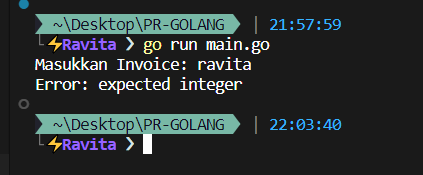 ~\Desktop\PR-GOLANG | 21:57:59
⚡Ravita ❯ go run main.go
Masukkan Invoice: ravita
Error: expected integer
~\Desktop\PR-GOLANG | 22:03:40
⚡Ravita ❯